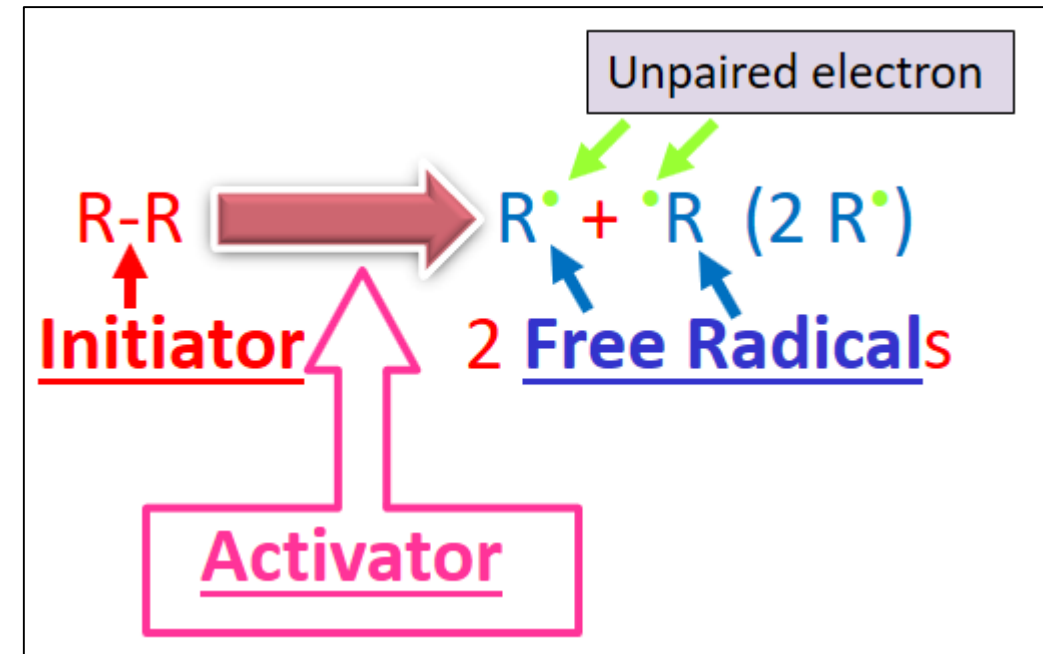 Unpaired electron
R-R R• + •R (2 R•)
Initiator 2 Free Radicals
Activator